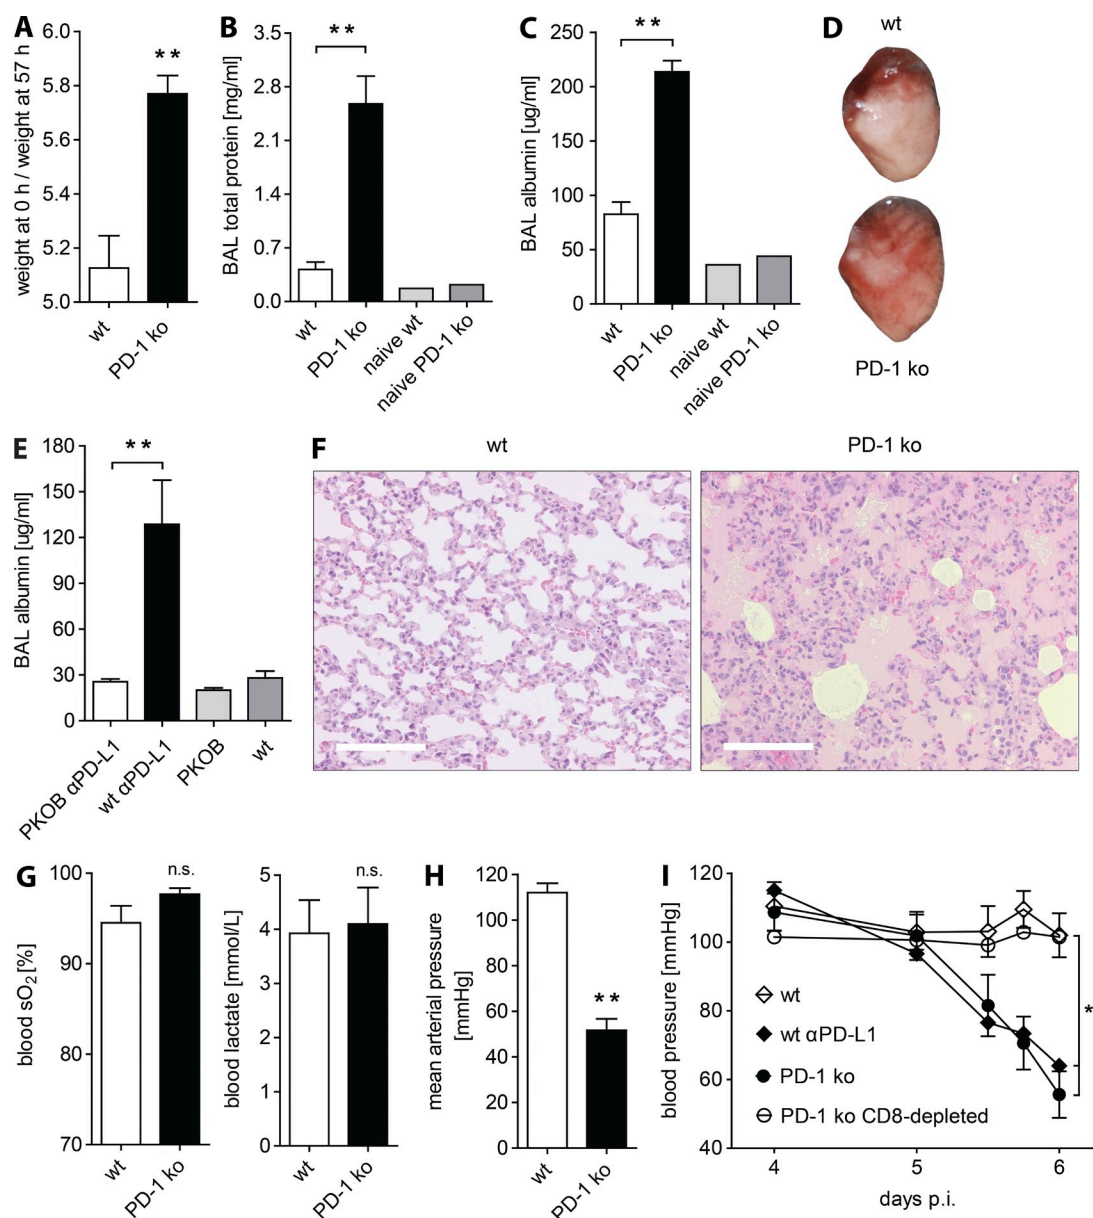 A
weight at 0 h / weight at 57 h
6.0
5.8
5.6
5.4
5.2
5.0
**
wt
PD-1 ko
B
BAL total protein [mg/ml]
3.5
2.8
2.1
1.4
0.7
0.0
**
wt
PD-1 ko
naive wt
naive PD-1 ko
C
BAL albumin [ug/ml]
250
200
150
100
50
0
**
wt
PD-1 ko
naive wt
naive PD-1 ko
D
wt
PD-1 ko
E
BAL albumin [ug/ml]
180
150
120
90
60
30
0
**
PKOB αPD-L1
wt αPD-L1
PKOB
wt
F
wt
PD-1 ko
G
blood sO2 [%]
100
90
80
70
n.s.
wt
PD-1 ko
blood lactate [mmol/L]
5
4
3
2
1
0
n.s.
wt
PD-1 ko
H
mean arterial pressure
[mmHg]
120
100
80
60
40
20
0
**
wt
PD-1 ko
I
blood pressure [mmHg]
120
100
80
60
40
wt
wt αPD-L1
PD-1 ko
PD-1 ko CD8-depleted
*
4
5
6
days p.i.